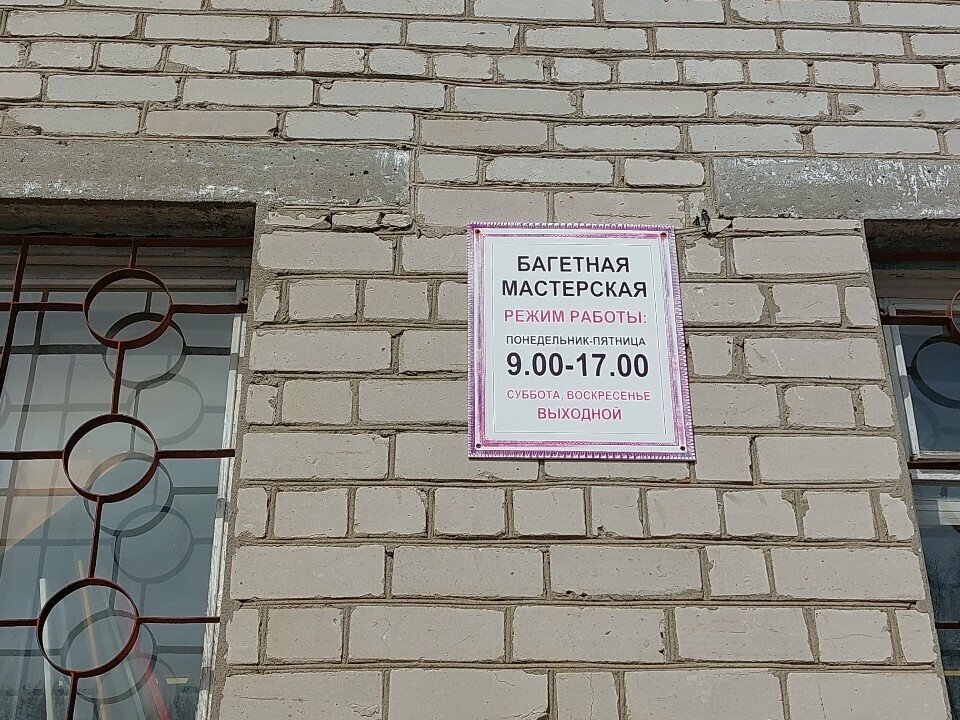 БАГЕТНАЯ
МАСТЕРСКАЯ
РЕЖИМ РАБОТЫ:
ПОНЕДЕЛЬНИК-ПЯТНИЦА
9.00-17.00
СУББОТА, ВОСКРЕСЕНЬЕ
ВЫХОДНОЙ